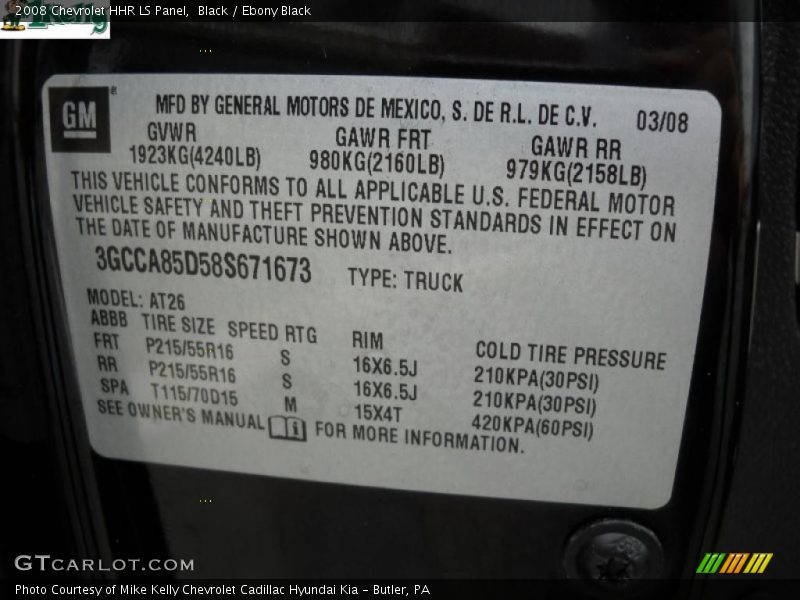 2008 Chevrolet HHR LS Panel,  Black / Ebony Black
GM
MFD BY GENERAL MOTORS DE MEXICO, S. DE R.L. DE C.V. 03/08
GVWR GAWR FRT GAWR RR
1923KG(4240LB) 980KG(2160LB) 979KG(2158LB)
THIS VEHICLE CONFORMS TO ALL APPLICABLE U.S. FEDERAL MOTOR
VEHICLE SAFETY AND THEFT PREVENTION STANDARDS IN EFFECT ON
THE DATE OF MANUFACTURE SHOWN ABOVE.
3GCCA85D58S671673 TYPE: TRUCK
MODEL: AT26
ABBB TIRE SIZE SPEED RTG RIM COLD TIRE PRESSURE
FRT P215/55R16 S 16X6.5J 210KPA(30PSI)
RR P215/55R16 S 16X6.5J 210KPA(30PSI)
SPA T115/70D15 M 15X4T 420KPA(60PSI)
SEE OWNER'S MANUAL FOR MORE INFORMATION.
GTCARLOT.COM
Photo Courtesy of Mike Kelly Chevrolet Cadillac Hyundai Kia - Butler, PA